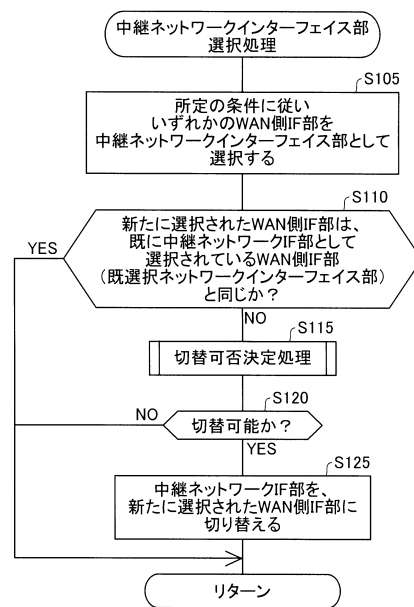 中継ネットワークインターフェイス部
選択処理
S105
所定の条件に従い
いずれかのWAN側IF部を
中継ネットワークインターフェイス部として
選択する
S110
新たに選択されたWAN側IF部は、
既に中継ネットワークIF部として
選択されているWAN側IF部
（既選択ネットワークインターフェイス部）
と同じか？
YES
NO
S115
切替可否決定処理
S120
切替可能か？
NO
YES
S125
中継ネットワークIF部を、
新たに選択されたWAN側IF部に
切り替える
リターン